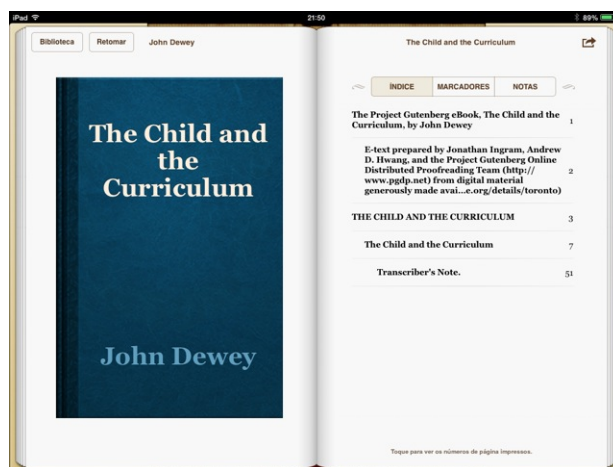 iPad
21:50
89%
Biblioteca
Retomar
John Dewey
The Child and
the
Curriculum
John Dewey
The Child and the Curriculum
ÍNDICE
MARCADORES
NOTAS
The Project Gutenberg eBook, The Child and the
Curriculum, by John Dewey
1
E-text prepared by Jonathan Ingram, Andrew
D. Hwang, and the Project Gutenberg Online
Distributed Proofreading Team (http://
www.pgdp.net) from digital material
generously made avai...e.org/details/toronto)
2
THE CHILD AND THE CURRICULUM
3
The Child and the Curriculum
7
Transcriber's Note.
51
Toque para ver os números de página impressos.